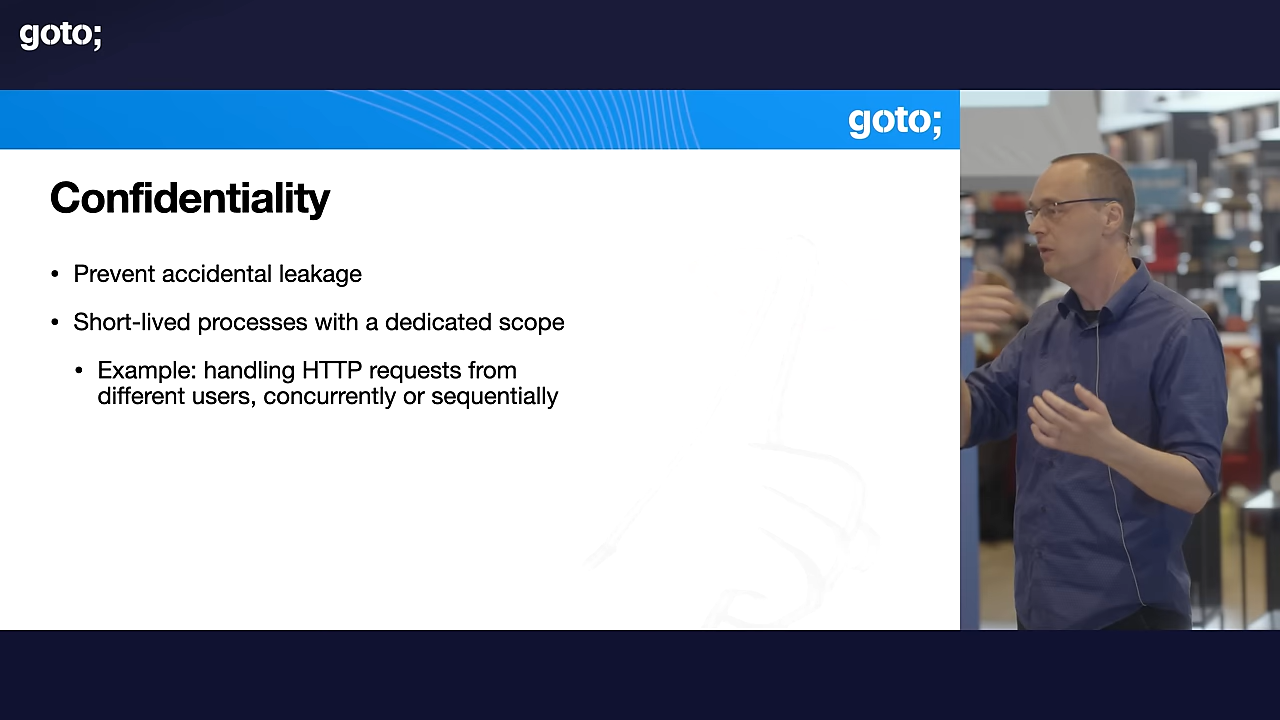 goto;
goto;
Confidentiality
• Prevent accidental leakage
• Short-lived processes with a dedicated scope
• Example: handling HTTP requests from
different users, concurrently or sequentially